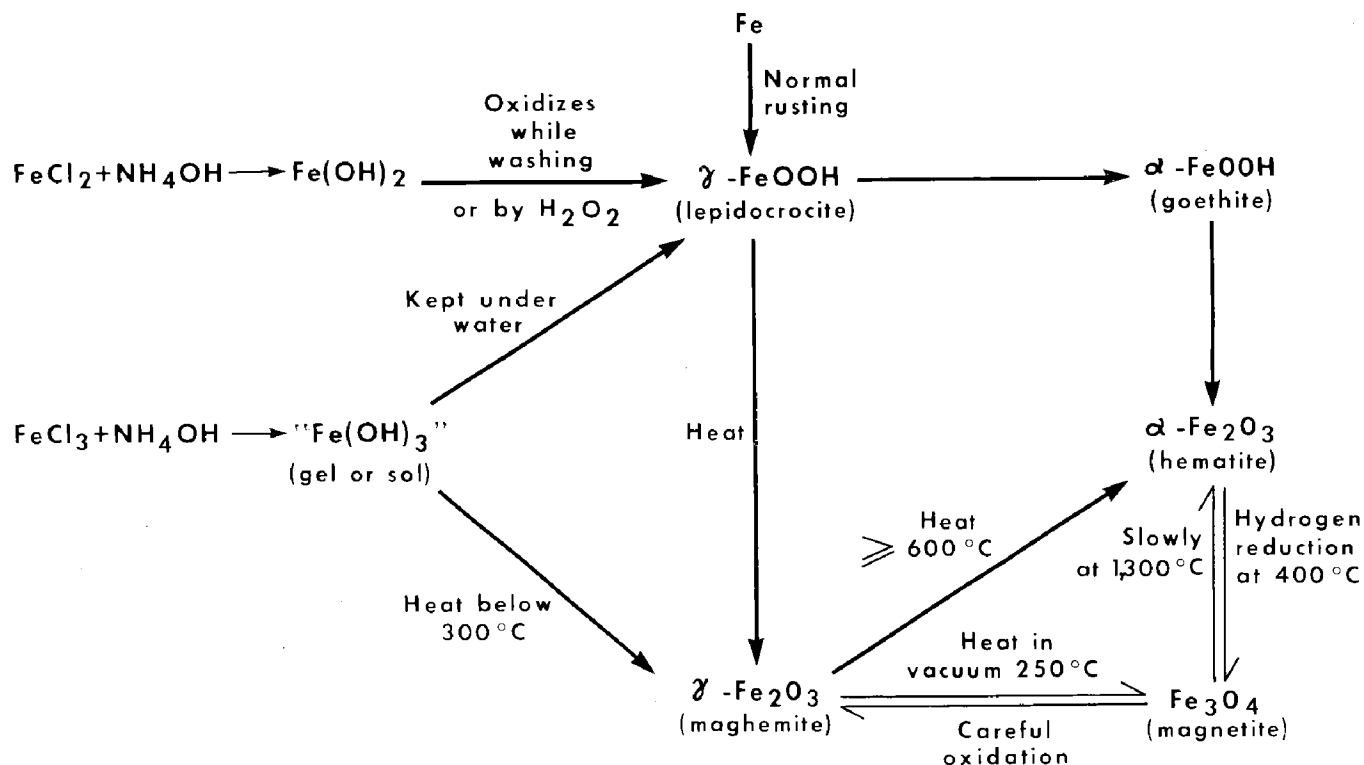 Fe
Normal
rusting
Oxidizes
while
washing
FeCl2+NH4OH → Fe(OH)2
or by H2O2
γ -FeOOH
(lepidocrocite)
α -FeOOH
(goethite)
Kept under
water
FeCl3+NH4OH → "Fe(OH)3"
(gel or sol)
Heat
α -Fe2O3
(hematite)
Heat
⩾ 600 °C
Slowly
at 1,300 °C
Hydrogen
reduction
at 400 °C
Heat below
300 °C
Heat in
vacuum 250 °C
γ -Fe2O3
(maghemite)
Fe3O4
(magnetite)
Careful
oxidation